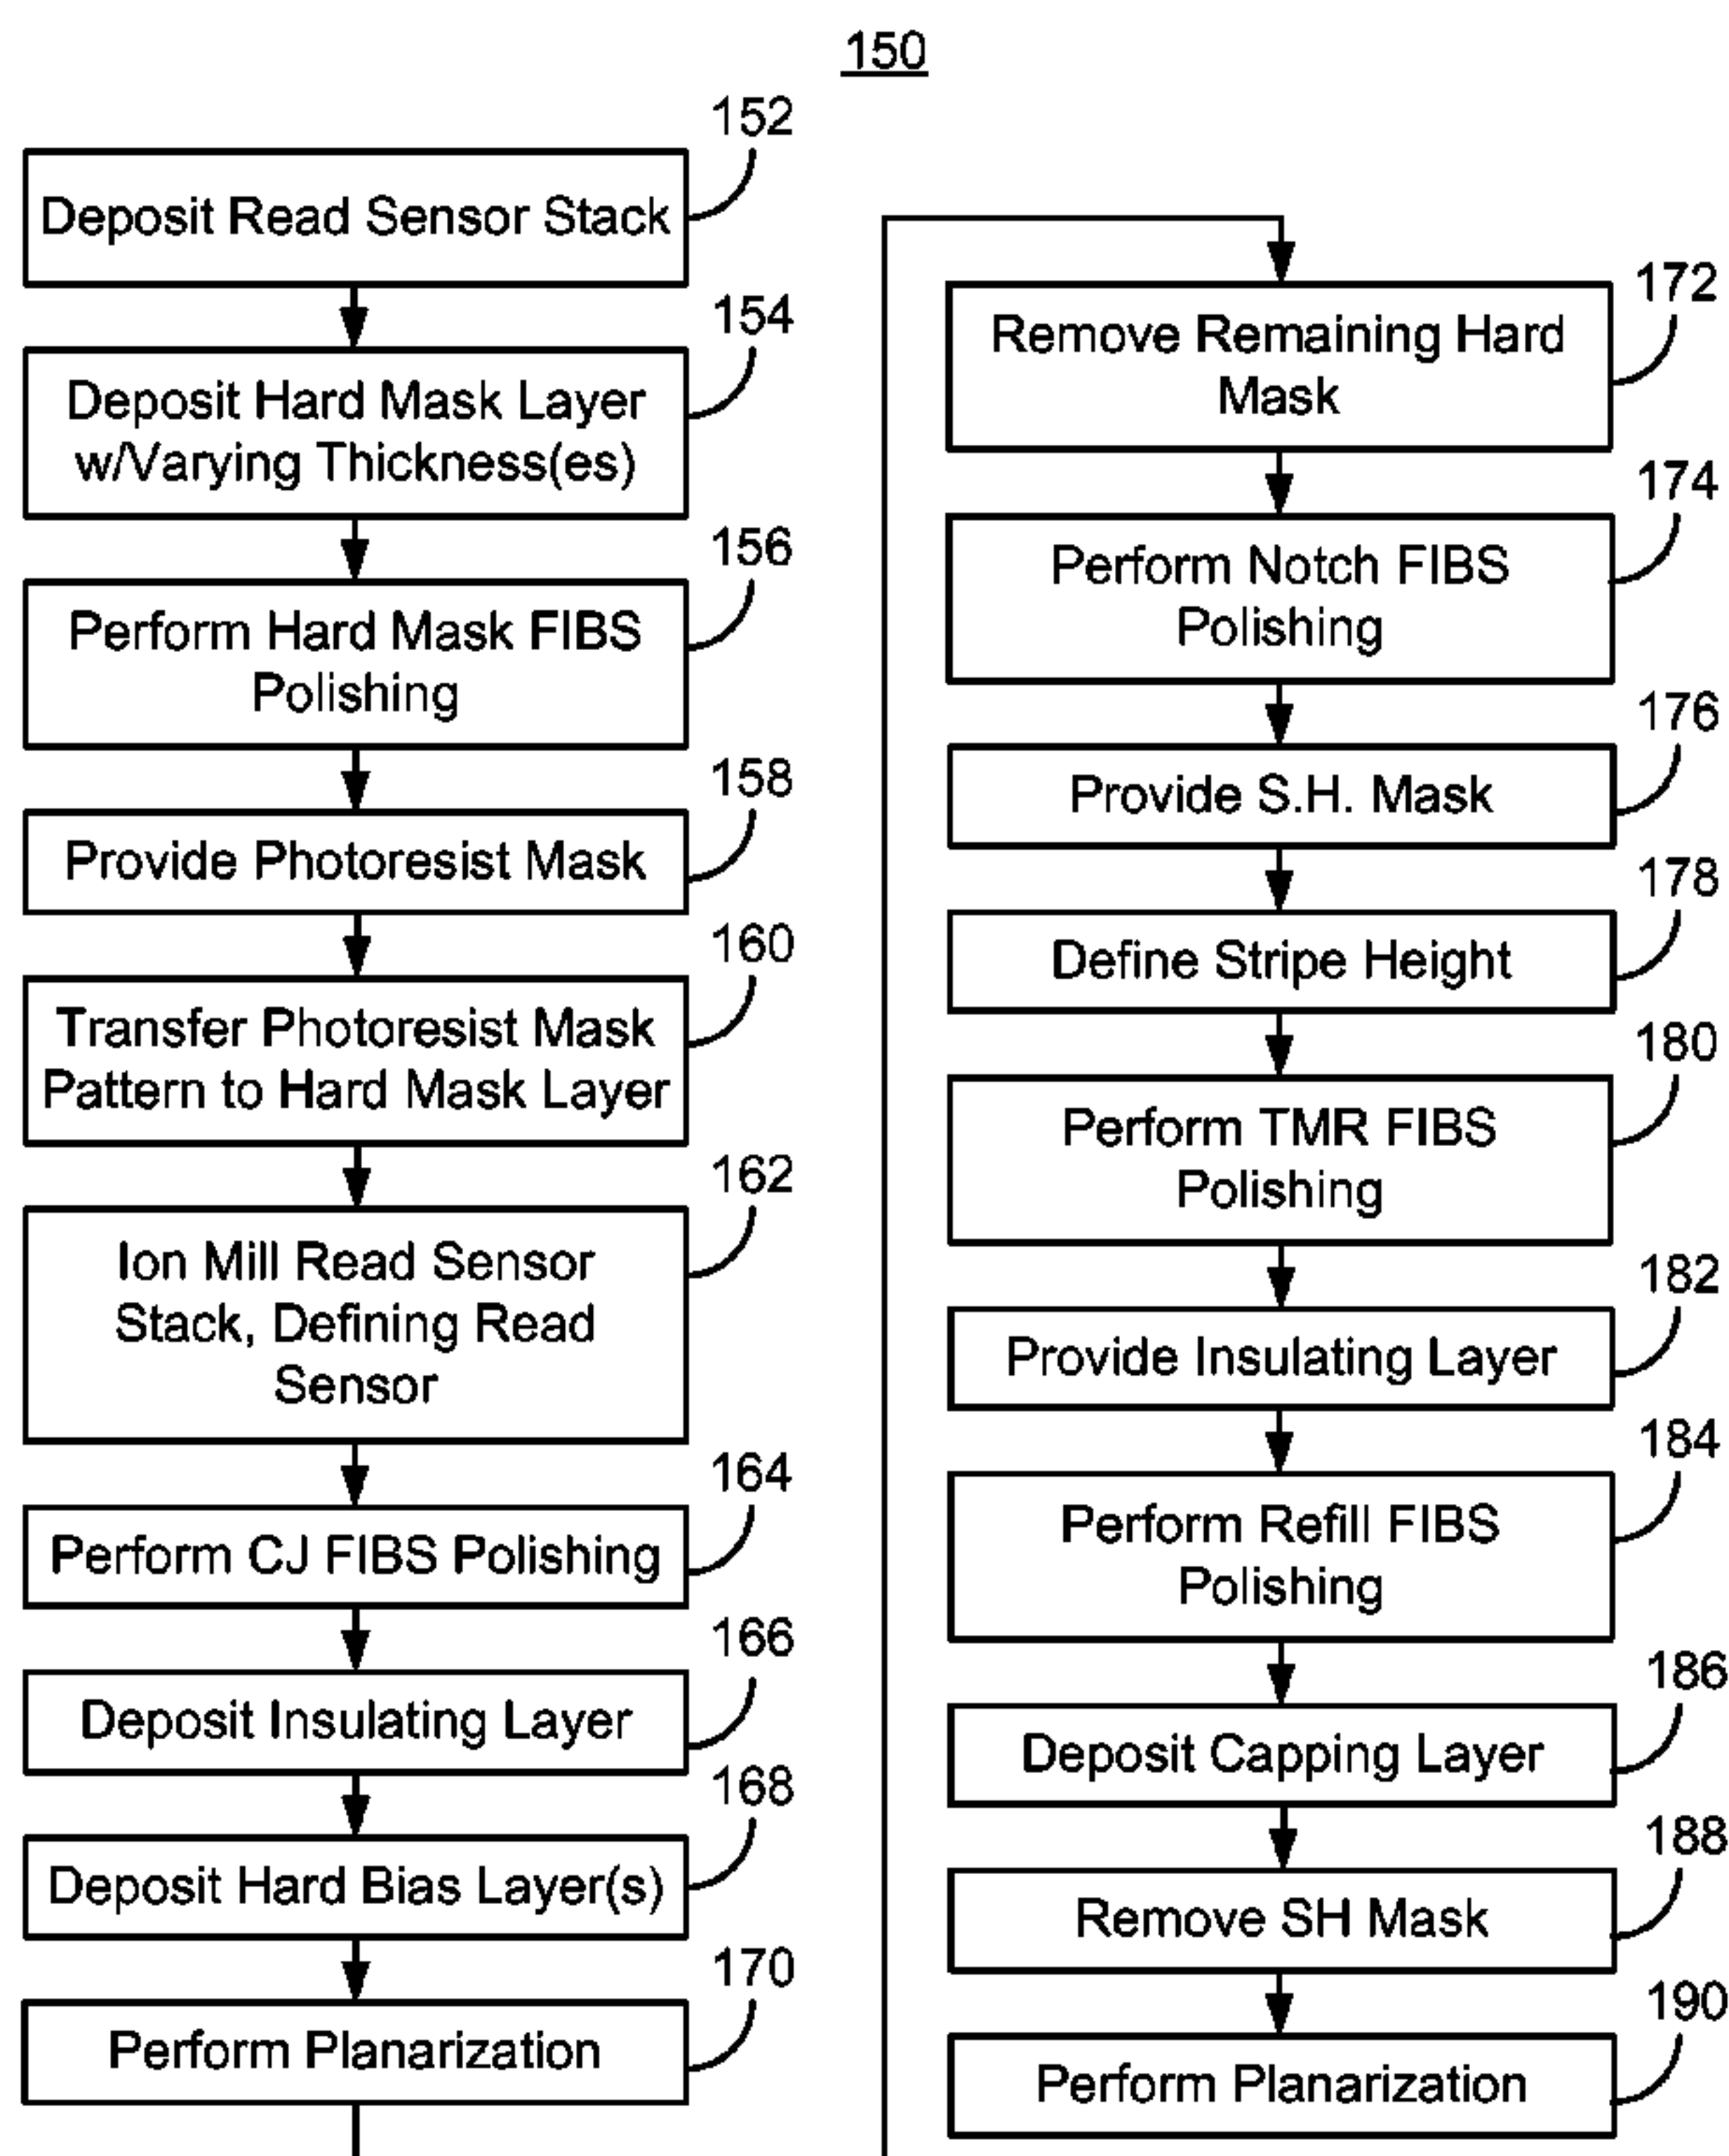 150
152
Deposit Read Sensor Stack
154
Deposit Hard Mask Layer
w/Varying Thickness(es)
156
Perform Hard Mask FIBS
Polishing
158
Provide Photoresist Mask
160
Transfer Photoresist Mask
Pattern to Hard Mask Layer
162
Ion Mill Read Sensor
Stack, Defining Read
Sensor
164
Perform CJ FIBS Polishing
166
Deposit Insulating Layer
168
Deposit Hard Bias Layer(s)
170
Perform Planarization
172
Remove Remaining Hard
Mask
174
Perform Notch FIBS
Polishing
176
Provide S.H. Mask
178
Define Stripe Height
180
Perform TMR FIBS
Polishing
182
Provide Insulating Layer
184
Perform Refill FIBS
Polishing
186
Deposit Capping Layer
188
Remove SH Mask
190
Perform Planarization